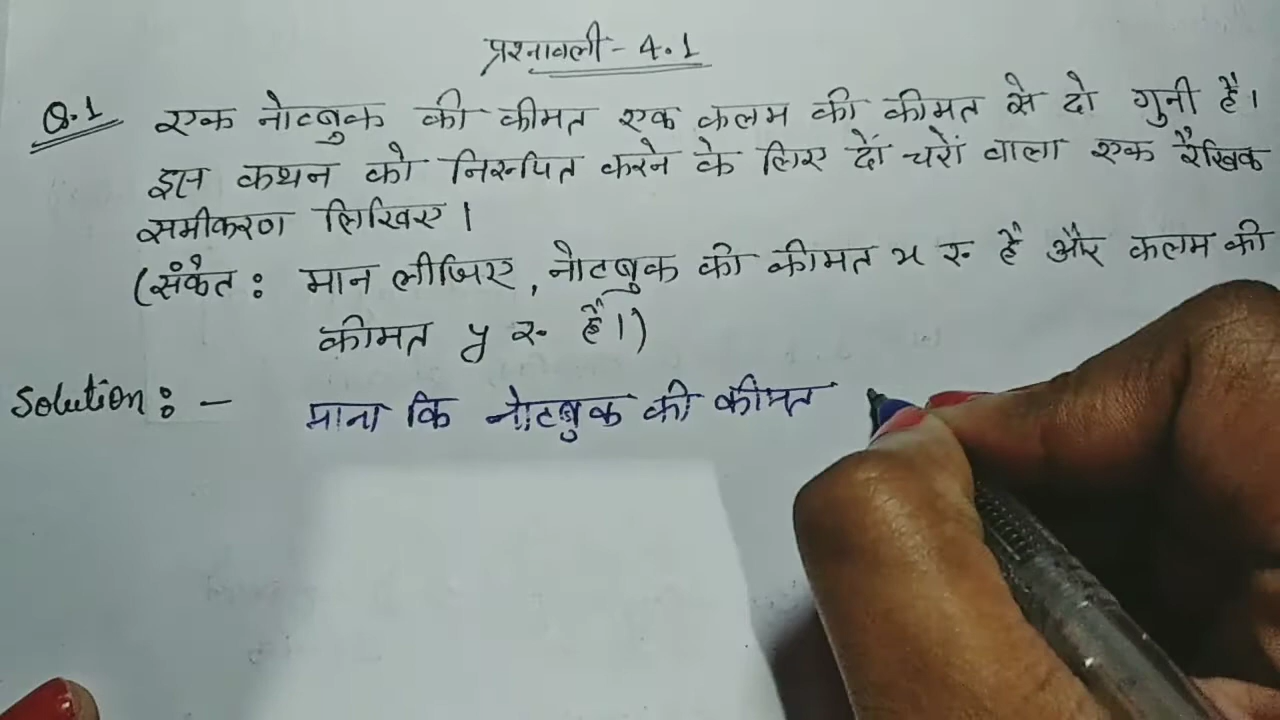 प्रश्नावली - 4.1
Q.1 एक नोटबुक की कीमत एक कलम की कीमत से दो गुनी है।
इस कथन को निरूपित करने के लिए दों चरों वाला एक रैखिक
समीकरण लिखिए।
(संकेत: मान लीजिए, नोटबुक की कीमत x रु॰ है और कलम की
कीमत y रु॰ है।)
Solution:- माना कि नोटबुक की कीमत